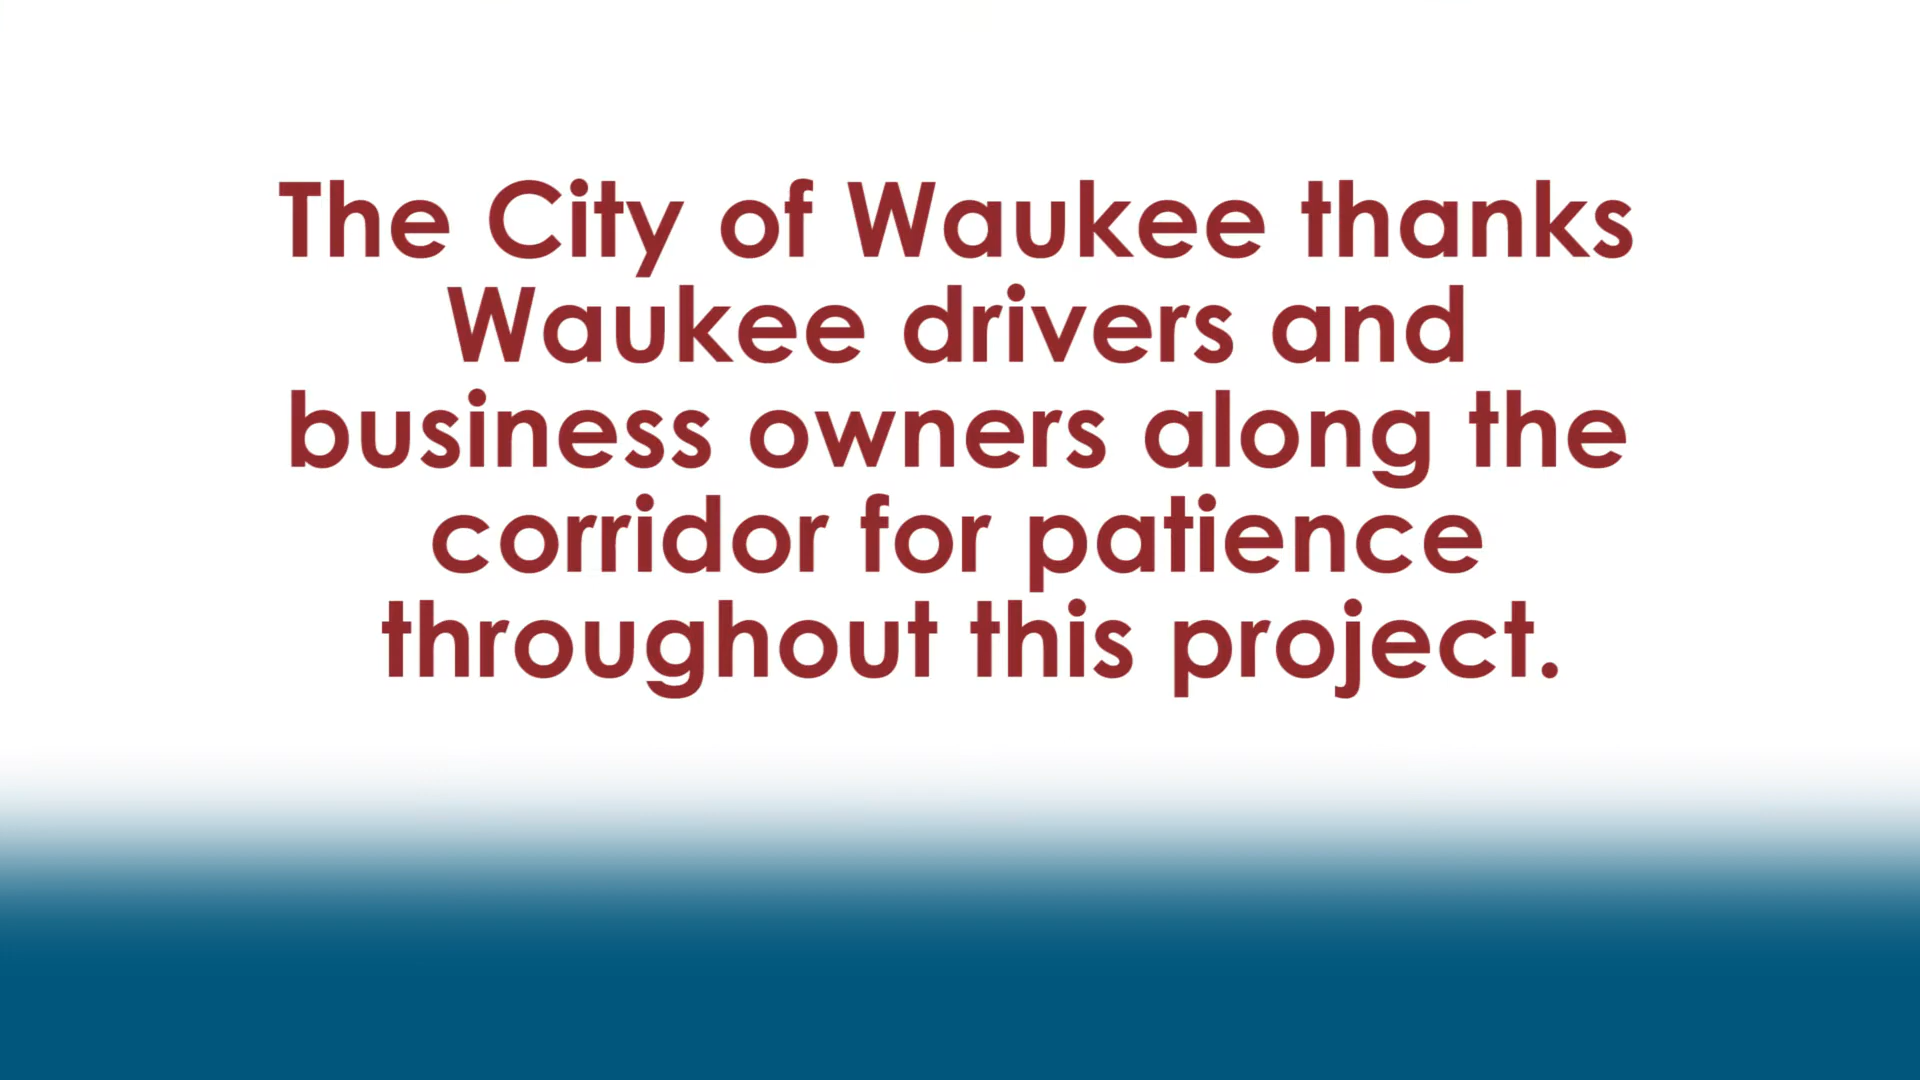 The City of Waukee thanks
Waukee drivers and
business owners along the
corridor for patience
throughout this project.